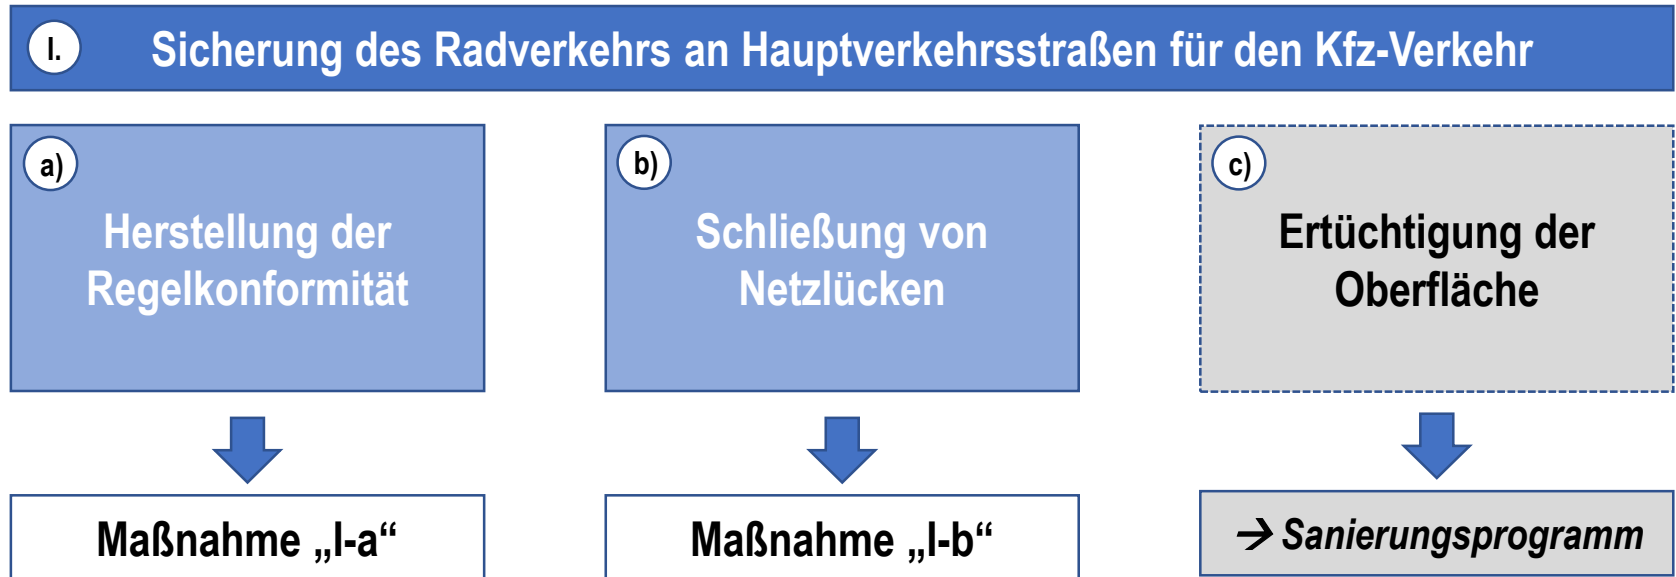 I. Sicherung des Radverkehrs an Hauptverkehrsstraßen für den Kfz-Verkehr
a)
Herstellung der
Regelkonformität
Maßnahme „I-a“
b)
Schließung von
Netzlücken
Maßnahme „I-b“
c)
Ertüchtigung der
Oberfläche
→ Sanierungsprogramm